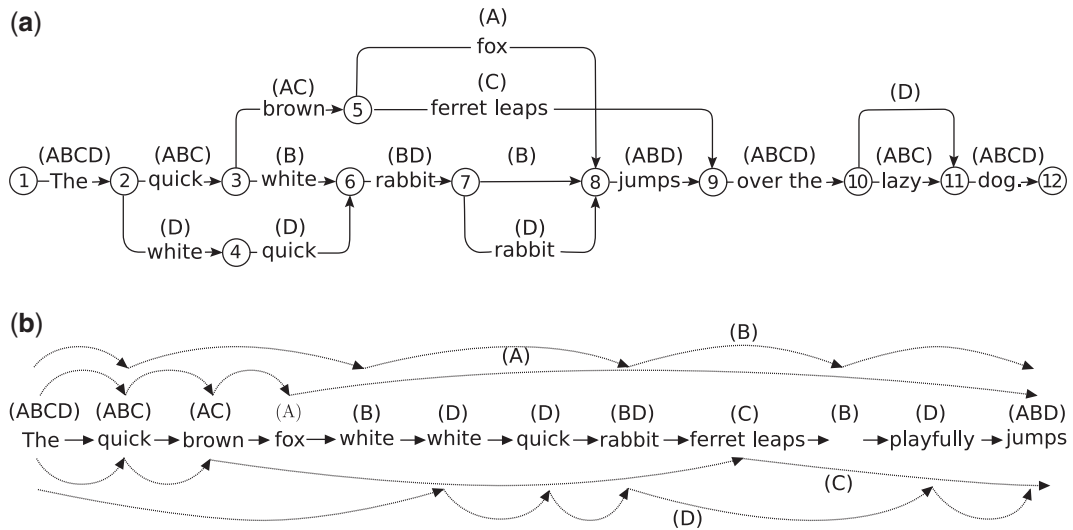 (a)
(A)
fox
(AC) (C) (D)
brown 5 ferret leaps
(ABCD) (ABC) (B) (BD) (B) (ABD) (ABCD) (ABC) (ABCD)
1 The 2 quick 3 white 6 rabbit 7 8 jumps 9 over the 10 lazy 11 dog. 12
(D) (D) (D)
white 4 quick rabbit
(b)
(A) (B)
(ABCD) (ABC) (AC) (A) (B) (D) (D) (BD) (C) (B) (D) (ABD)
The quick brown fox white white quick rabbit ferret leaps playfully jumps
(C)
(D)